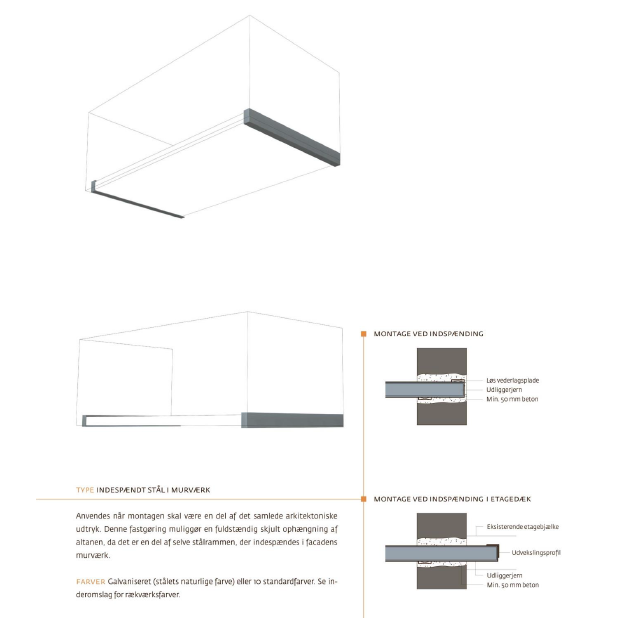 MONTAGE VED INDSPÆNDING
Løs vederlagsplade
Udliggerjern
Min. 50 mm beton
TYPE INDESPÆNDT STÅL I MURVÆRK
Anvendes når montagen skal være en del af det samlede arkitektoniske
udtryk. Denne fastgøring muliggør en fuldstændig skjult ophængning af
altanen, da det er en del af selve stålrammen, der indespændes i facadens
murværk.
FARVER Galvaniseret (stålets naturlige farve) eller 10 standardfarver. Se in-
deromslag for rækværksfarver.
MONTAGE VED INDSPÆNDING I ETAGEDÆK
Eksisterende etagebjælke
Udvekslingsprofil
Udliggerjern
Min. 50 mm beton